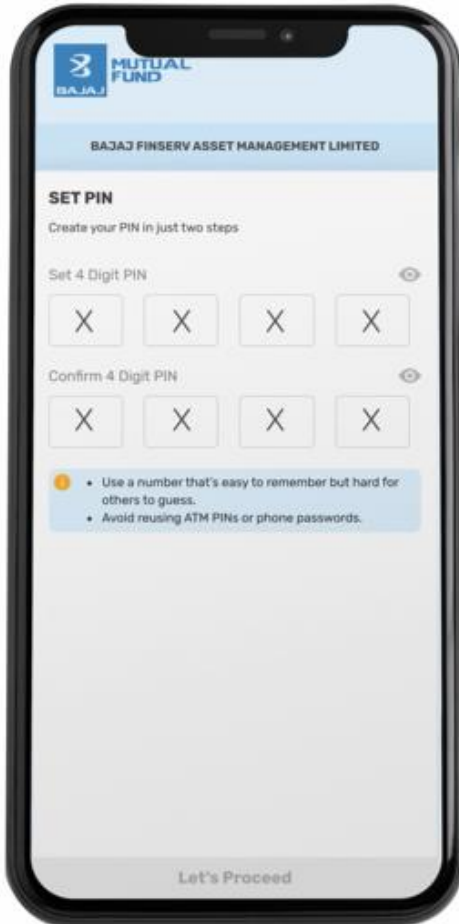 BAJAJ
MUTUAL
FUND
BAJAJ FINSERV ASSET MANAGEMENT LIMITED
SET PIN
Create your PIN in just two steps
Set 4 Digit PIN
X X X X
Confirm 4 Digit PIN
X X X X
• Use a number that's easy to remember but hard for
others to guess.
• Avoid reusing ATM PINs or phone passwords.
Let's Proceed